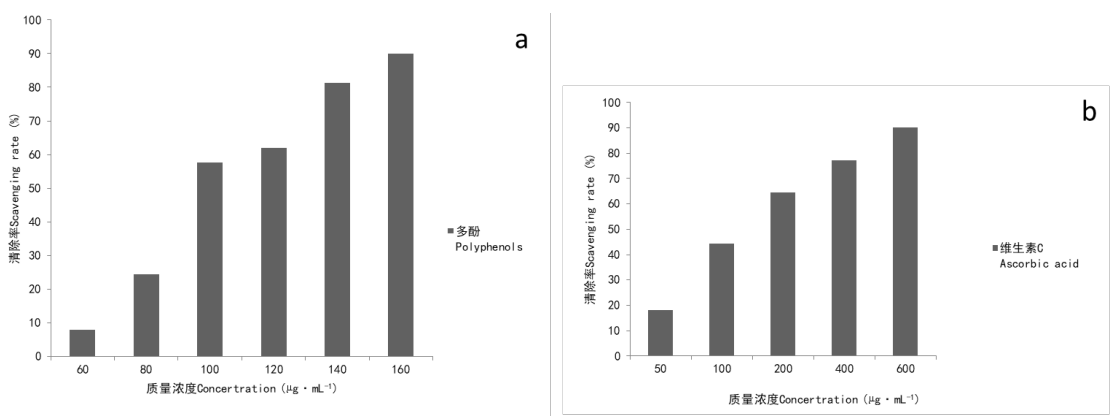 a
清除率Scavenging rate (%)
100
90
80
70
60
50
40
30
20
10
0
60 80 100 120 140 160
质量浓度Concertration (μg·mL⁻¹)
■多酚
Polyphenols
b
清除率Scavenging rate (%)
100
90
80
70
60
50
40
30
20
10
0
50 100 200 400 600
质量浓度Concertration (μg·mL⁻¹)
■维生素C
Ascorbic acid